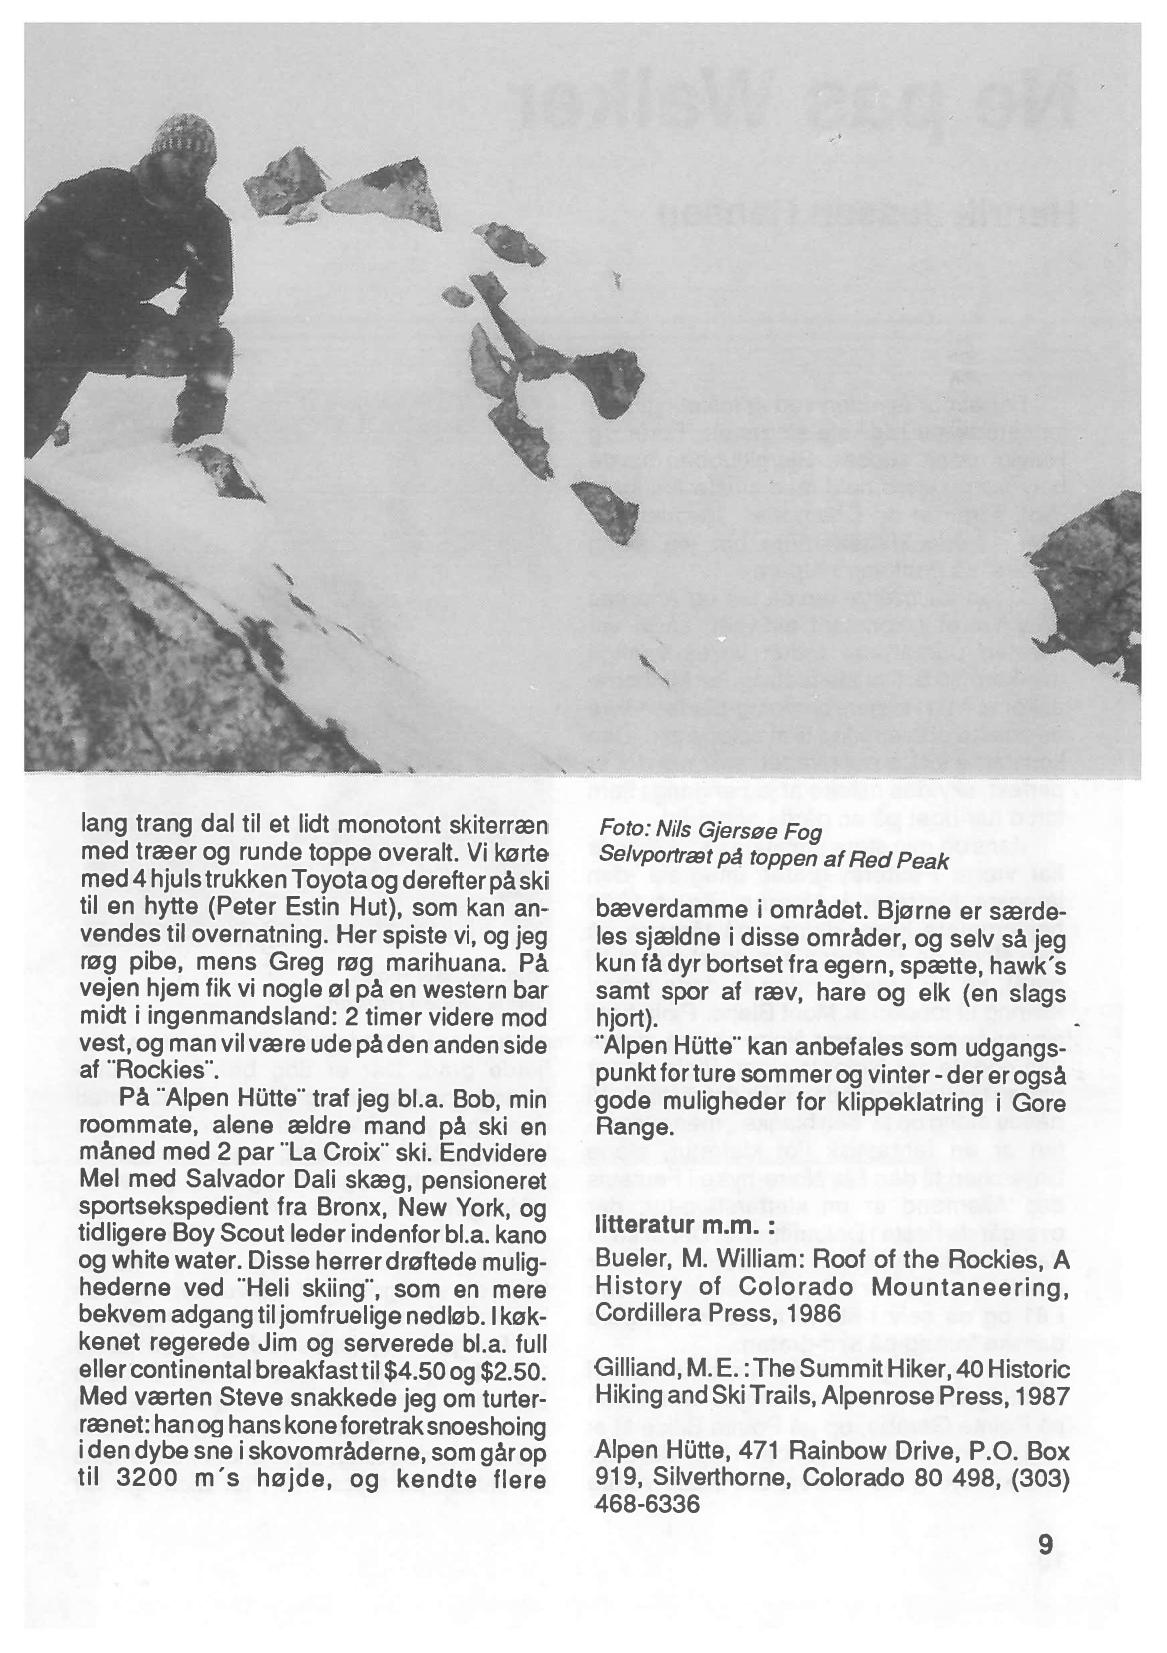 lang trang dal til et lidt monotont skiterræn
med træer og runde toppe overalt. Vi kørte
med 4 hjulstrukken Toyota og derefter på ski
til en hytte (Peter Estin Hut), som kan an-
vendes til overnatning. Her spiste vi, og jeg
røg pibe, mens Greg røg marihuana. På
vejen hjem fik vi nogle øl på en western bar
midt i ingenmandsland: 2 timer videre mod
vest, og man vil være ude på den anden side
af ¨Rockies¨.
På ¨Alpen Hütte¨ traf jeg bl.a. Bob, min
roommate, alene ældre mand på ski en
måned med 2 par ¨La Croix¨ ski. Endvidere
Mel med Salvador Dali skæg, pensioneret
sportsekspedient fra Bronx, New York, og
tidligere Boy Scout leder indenfor bl.a. kano
og white water. Disse herrer drøftede mulig-
hederne ved ¨Heli skiing¨, som en mere
bekvem adgang til jomfruelige nedløb. I køk-
kenet regerede Jim og serverede bl.a. full
eller continental breakfast til $4.50 og $2.50.
Med værten Steve snakkede jeg om turter-
rænet: han og hans kone foretrak snoeshoing
i den dybe sne i skovområderne, som går op
til 3200 m´s højde, og kendte flere
Foto: Nils Gjersøe Fog
Selvportræt på toppen af Red Peak
bæverdamme i området. Bjørne er særde-
les sjældne i disse områder, og selv så jeg
kun få dyr bortset fra egern, spætte, hawk´s
samt spor af ræv, hare og elk (en slags
hjort).
¨Alpen Hütte¨ kan anbefales som udgangs-
punkt for ture sommer og vinter - der er også
gode muligheder for klippeklatring i Gore
Range.
litteratur m.m. :
Bueler, M. William: Roof of the Rockies, A
History of Colorado Mountaneering,
Cordillera Press, 1986
Gilliand, M. E. : The Summit Hiker, 40 Historic
Hiking and Ski Trails, Alpenrose Press, 1987
Alpen Hütte, 471 Rainbow Drive, P.O. Box
919, Silverthorne, Colorado 80 498, (303)
468-6336
9